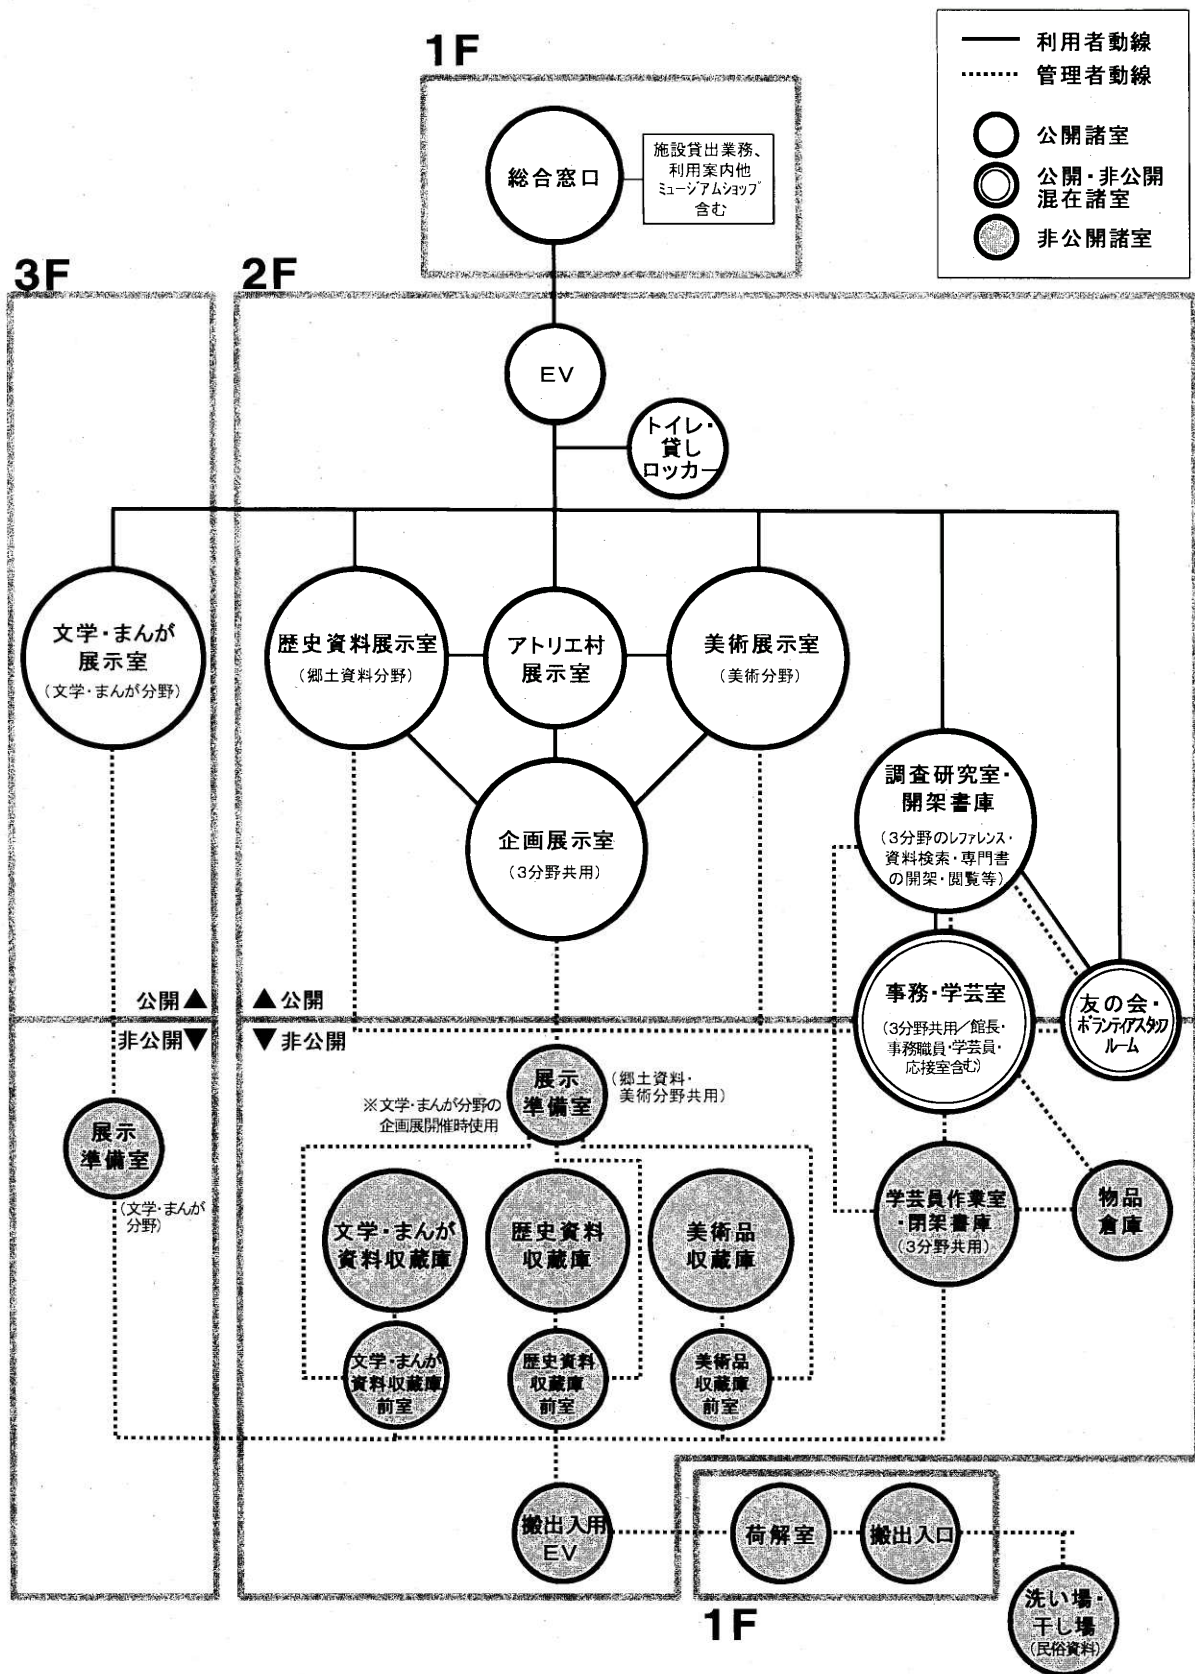 1F
利用者動線
管理者動線
公開諸室
公開・非公開
混在諸室
非公開諸室
総合窓口
施設貸出業務、
利用案内他
ミュージアムショップ
含む
3F
2F
EV
トイレ・
貸し
ロッカー
文学・まんが
展示室
(文学・まんが分野)
歴史資料展示室
(郷土資料分野)
アトリエ村
展示室
美術展示室
(美術分野)
企画展示室
(3分野共用)
調査研究室・
開架書庫
(3分野のレファレンス・
資料検索・専門書
の開架・閲覧等)
事務・学芸室
(3分野共用/館長・
事務職員・学芸員・
応接室含む)
友の会・
ボランティアスタッフ
ルーム
公開▲
非公開▼
▲公開
▼非公開
展示
準備室
(文学・まんが
分野)
展示
準備室
(郷土資料・
美術分野共用)
※文学・まんが分野の
企画展開催時使用
文学・まんが
資料収蔵庫
歴史資料
収蔵庫
美術品
収蔵庫
学芸員作業室
・閉架書庫
(3分野共用)
物品
倉庫
文学・まんが
資料収蔵庫
前室
歴史資料
収蔵庫
前室
美術品
収蔵庫
前室
搬出入用
EV
荷解室
搬出入口
1F
洗い場・
干し場
(民俗資料)